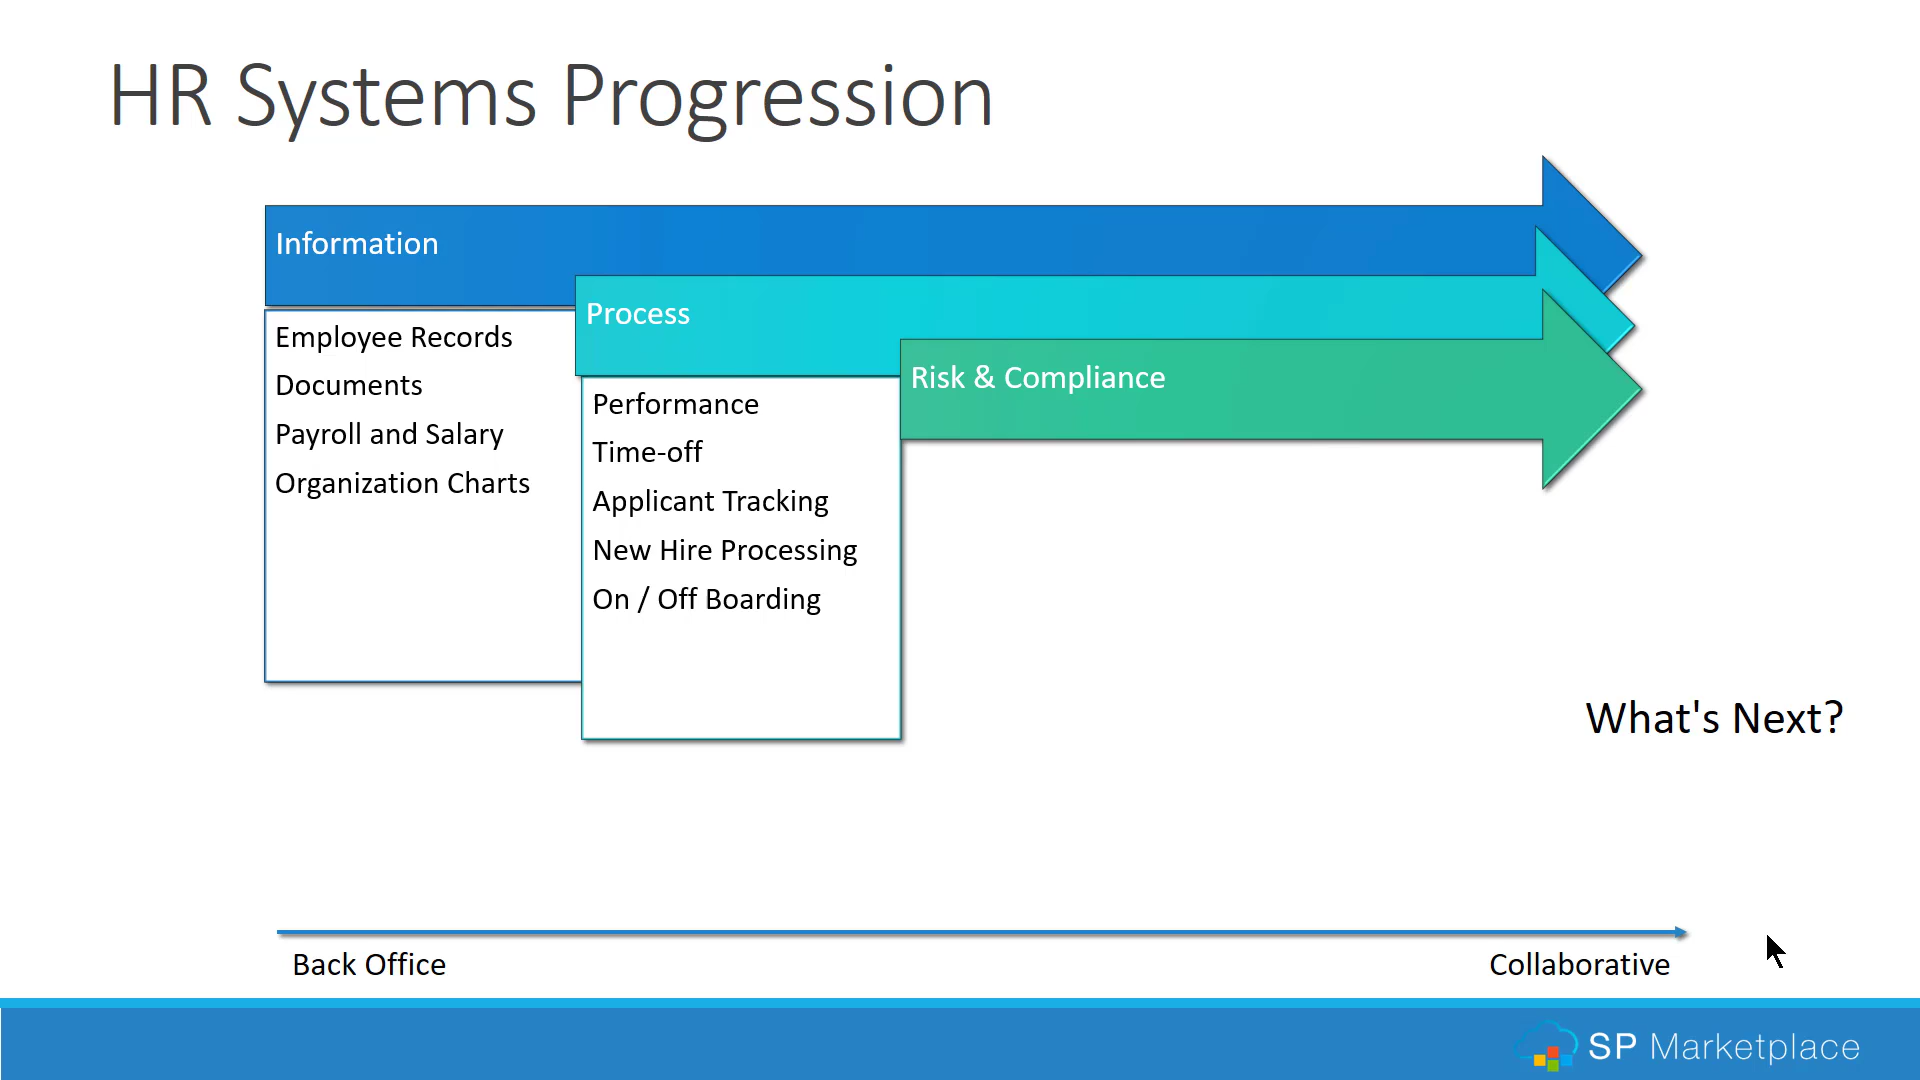 HR Systems Progression
Information
Employee Records
Documents
Payroll and Salary
Organization Charts
Process
Performance
Time-off
Applicant Tracking
New Hire Processing
On / Off Boarding
Risk & Compliance
What's Next?
Back Office
Collaborative
SP Marketplace